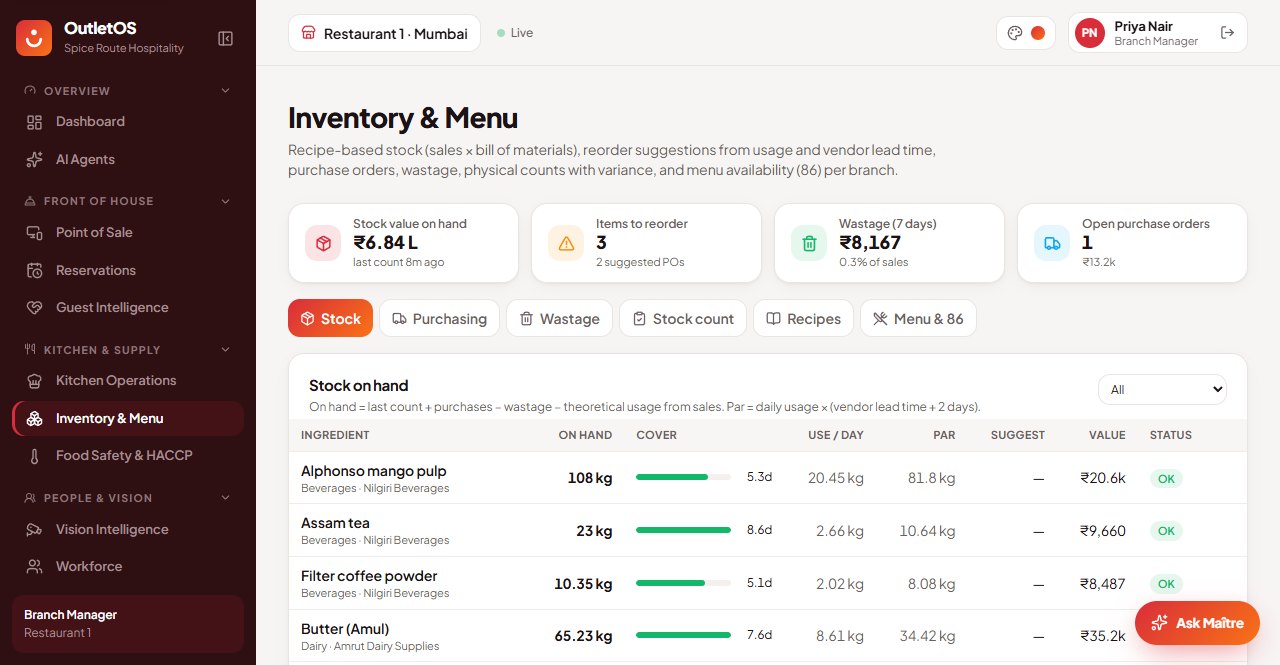 OutletOS
Spice Route Hospitality
OVERVIEW
Dashboard
AI Agents
FRONT OF HOUSE
Point of Sale
Reservations
Guest Intelligence
KITCHEN & SUPPLY
Kitchen Operations
Inventory & Menu
Food Safety & HACCP
PEOPLE & VISION
Vision Intelligence
Workforce
Branch Manager
Restaurant 1
Restaurant 1 · Mumbai
Live
PN
Priya Nair
Branch Manager
Inventory & Menu
Recipe-based stock (sales × bill of materials), reorder suggestions from usage and vendor lead time,
purchase orders, wastage, physical counts with variance, and menu availability (86) per branch.
Stock value on hand
₹6.84 L
last count 8m ago
Items to reorder
3
2 suggested POs
Wastage (7 days)
₹8,167
0.3% of sales
Open purchase orders
1
₹13.2k
Stock Purchasing Wastage Stock count Recipes Menu & 86
Stock on hand
On hand = last count + purchases − wastage − theoretical usage from sales. Par = daily usage × (vendor lead time + 2 days).
All
INGREDIENT ON HAND COVER USE / DAY PAR SUGGEST VALUE STATUS
Alphonso mango pulp
Beverages · Nilgiri Beverages
108 kg 5.3d 20.45 kg 81.8 kg — ₹20.6k OK
Assam tea
Beverages · Nilgiri Beverages
23 kg 8.6d 2.66 kg 10.64 kg — ₹9,660 OK
Filter coffee powder
Beverages · Nilgiri Beverages
10.35 kg 5.1d 2.02 kg 8.08 kg — ₹8,487 OK
Butter (Amul)
Dairy · Amrut Dairy Supplies
65.23 kg 7.6d 8.61 kg 34.42 kg — ₹35.2k
Ask Maître